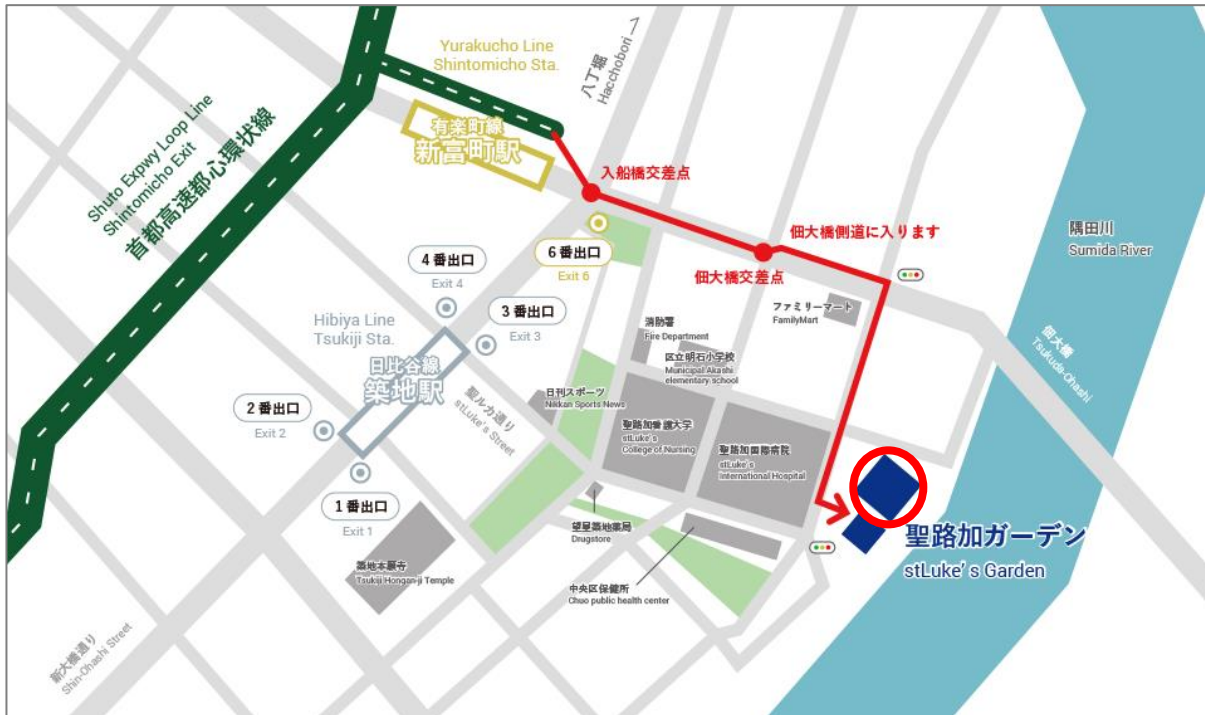 Yurakucho Line
Shintomicho Sta.
有楽町線
新富町駅
八丁堀
Hacchobori
Shuto Expwy Loop Line
Shintomicho Exit
首都高速都心環状線
入船橋交差点
佃大橋側道に入ります
佃大橋交差点
隅田川
Sumida River
佃大橋
Tsukuda-Ohashi
6番出口
Exit 6
4番出口
Exit 4
3番出口
Exit 3
Hibiya Line
Tsukiji Sta.
日比谷線
築地駅
2番出口
Exit 2
1番出口
Exit 1
ファミリーマート
FamilyMart
消防署
Fire Department
区立明石小学校
Municipal Akashi
elementary school
日刊スポーツ
Nikkan Sports News
聖ルカ通り
stLuke's Street
聖路加看護大学
stLuke's
College of Nursing
聖路加国際病院
stLuke's
International Hospital
望星築地薬局
Drugstore
築地本願寺
Tsukiji Hongan-ji Temple
中央区保健所
Chuo public health center
聖路加ガーデン
stLuke's Garden
新大橋通り
Shin-Ohashi Street